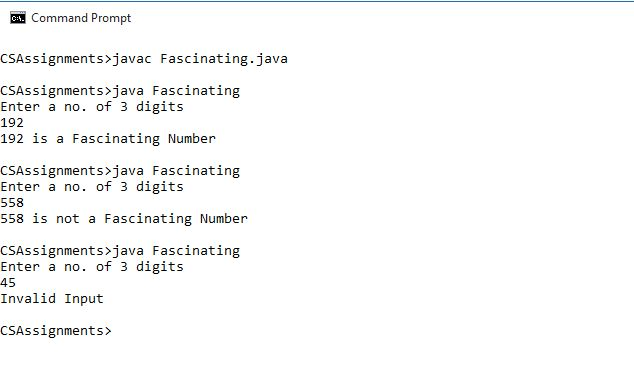 Command Prompt
CSAssignments>javac Fascinating.java
CSAssignments>java Fascinating
Enter a no. of 3 digits
192
192 is a Fascinating Number
CSAssignments>java Fascinating
Enter a no. of 3 digits
558
558 is not a Fascinating Number
CSAssignments>java Fascinating
Enter a no. of 3 digits
45
Invalid Input
CSAssignments>